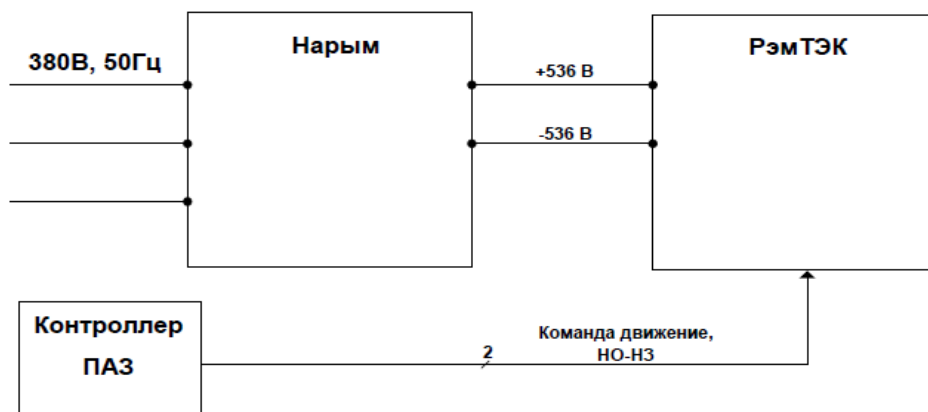 Нарым
РэмТЭК
380В, 50Гц
+536 В
-536 В
Контроллер
ПАЗ
2
Команда движение,
НО-НЗ